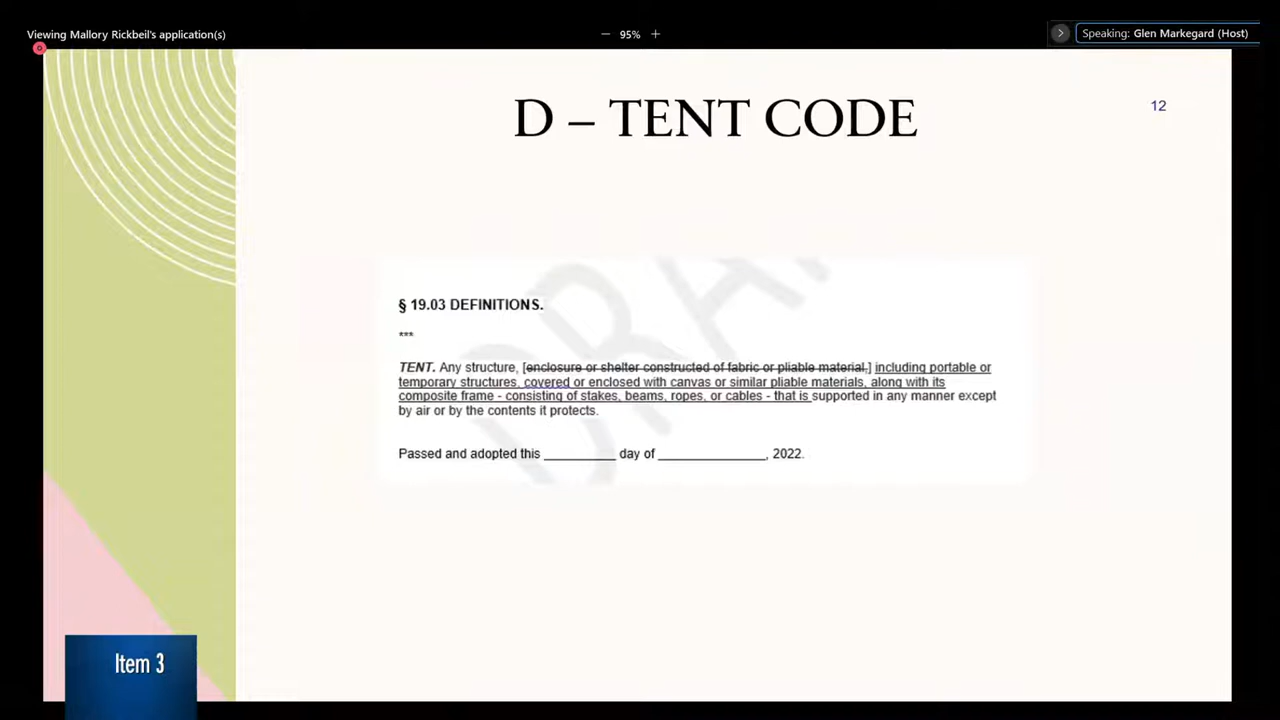 Viewing Mallory Rickbeil's application(s)
95%
Speaking: Glen Markegard (Host)
D – TENT CODE
12
DRAFT
§ 19.03 DEFINITIONS.
***
TENT. Any structure, [enclosure or shelter constructed of fabric or pliable material,] including portable or
temporary structures, covered or enclosed with canvas or similar pliable materials, along with its
composite frame - consisting of stakes, beams, ropes, or cables - that is supported in any manner except
by air or by the contents it protects.
Passed and adopted this __________ day of _______________, 2022.
Item 3